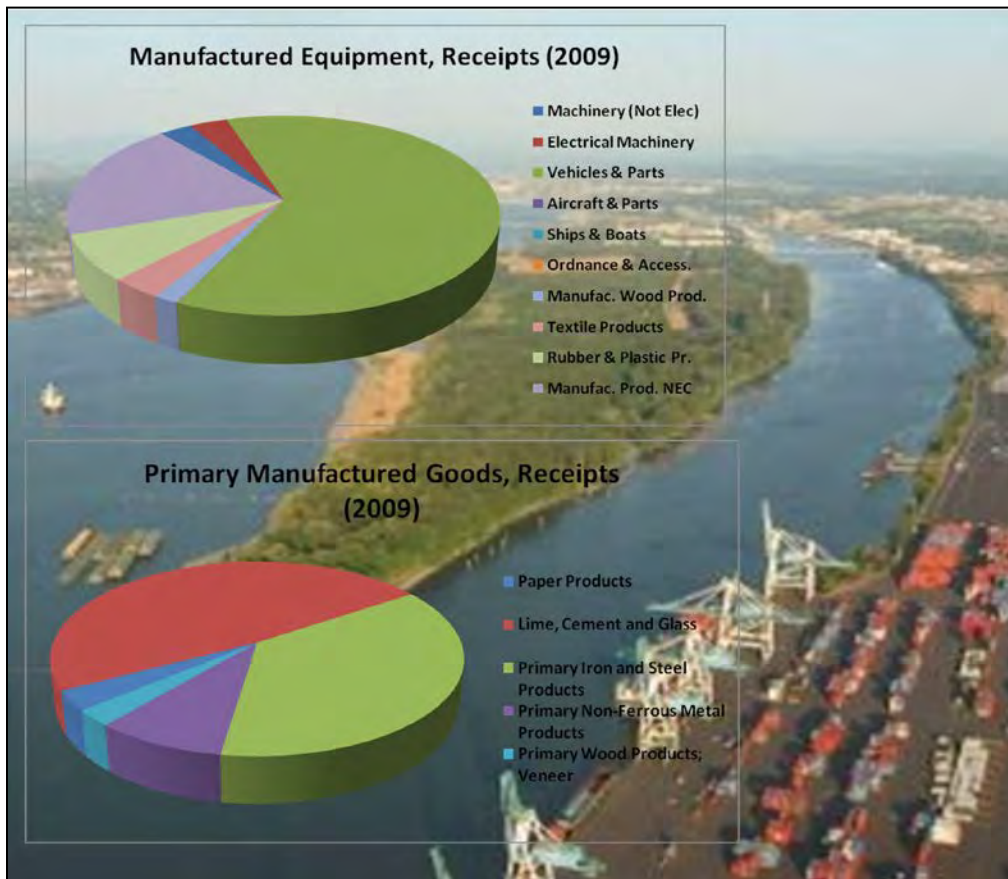 Manufactured Equipment, Receipts (2009)
Machinery (Not Elec)
Electrical Machinery
Vehicles & Parts
Aircraft & Parts
Ships & Boats
Ordnance & Access.
Manufac. Wood Prod.
Textile Products
Rubber & Plastic Pr.
Manufac. Prod. NEC
Primary Manufactured Goods, Receipts
(2009)
Paper Products
Lime, Cement and Glass
Primary Iron and Steel
Products
Primary Non-Ferrous Metal
Products
Primary Wood Products;
Veneer